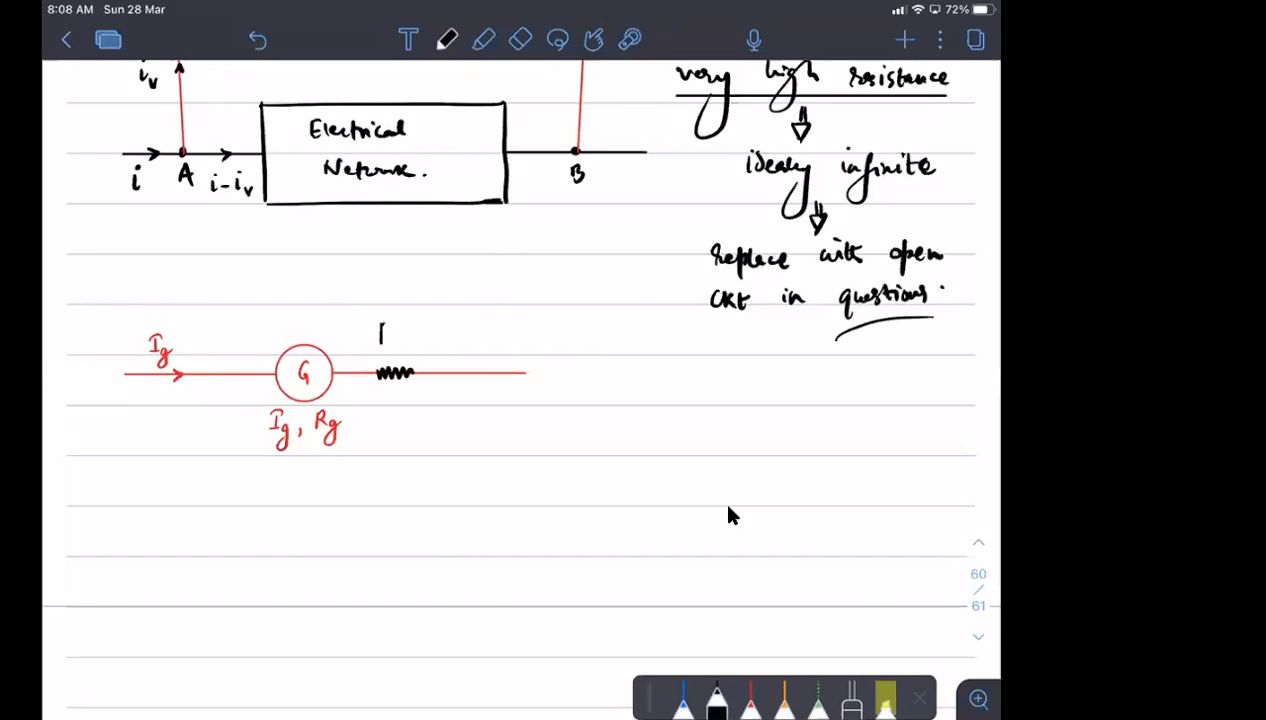 8:08 AM Sun 28 Mar
72%
T
very high resistance
iv
Electrical
Network.
i
A
i-iv
B
idealy infinite
replace with open
CKt in questions.
Ig
G
Ig, Rg
60
/
61